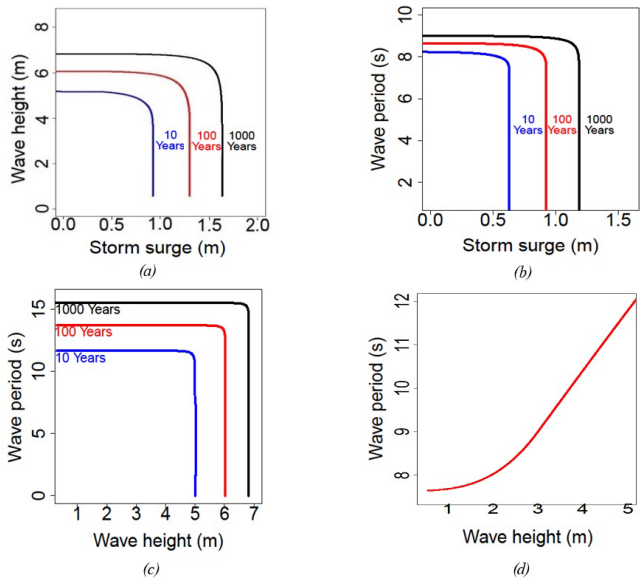 8
6
4
2
0
Wave height (m)
10
Years
100
Years
1000
Years
0.0 0.5 1.0 1.5 2.0
Storm surge (m)
(a)
10
8
6
4
2
Wave period (s)
10
Years
100
Years
1000
Years
0.0 0.5 1.0 1.5
Storm surge (m)
(b)
15
10
5
0
Wave period (s)
1000 Years
100 Years
10 Years
1 2 3 4 5 6 7
Wave height (m)
(c)
12
11
10
9
8
Wave period (s)
1 2 3 4 5
Wave height (m)
(d)